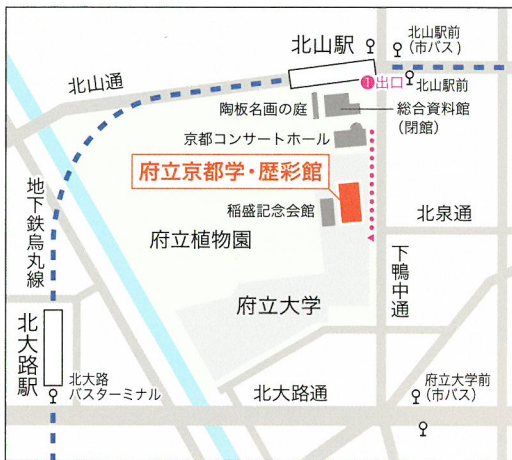 北山駅
北山駅前
(市バス)
北山通
❶出口
北山駅前
陶板名画の庭
総合資料館
(閉館)
京都コンサートホール
府立京都学・歴彩館
稲盛記念会館
地下鉄烏丸線
府立植物園
北泉通
下鴨中通
府立大学
北大路駅
北大路
バスターミナル
北大路通
府立大学前
(市バス)